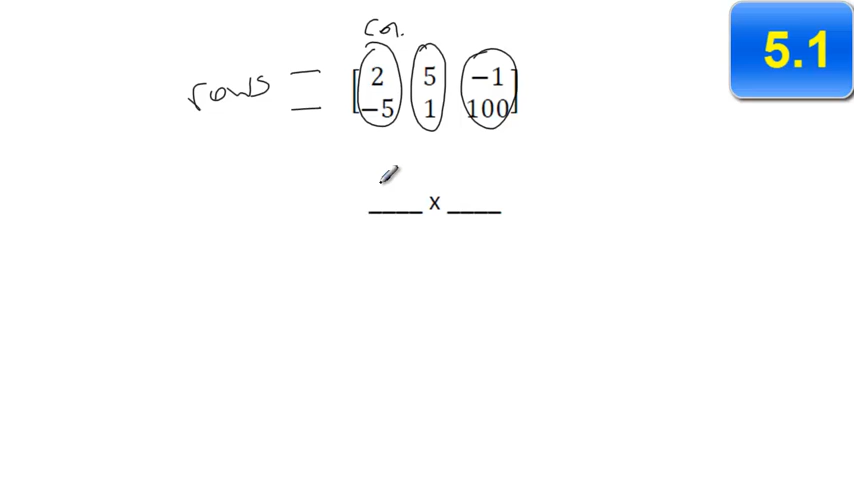 5.1
Col.
rows
[2 5 −1]
[−5 1 100]
____ x ____